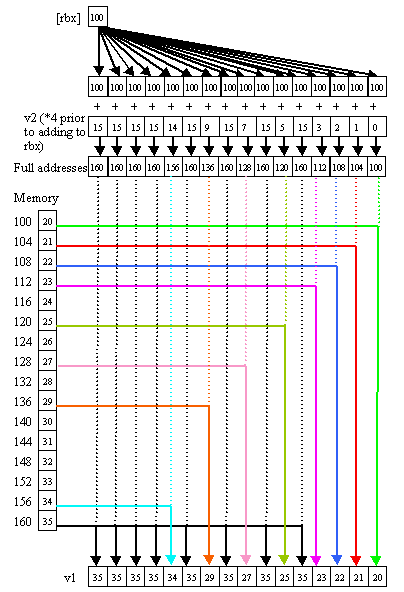 [rbx] 100
100 100 100 100 100 100 100 100 100 100 100 100 100 100 100 100
+ + + + + + + + + + + + + + + +
v2 (*4 prior
to adding to
rbx)
15 15 15 15 14 15 9 15 7 15 5 15 3 2 1 0
Full addresses 160 160 160 160 156 160 136 160 128 160 120 160 112 108 104 100
Memory
100 20
104 21
108 22
112 23
116 24
120 25
124 26
128 27
132 28
136 29
140 30
144 31
148 32
152 33
156 34
160 35
v1 35 35 35 35 34 35 29 35 27 35 25 35 23 22 21 20